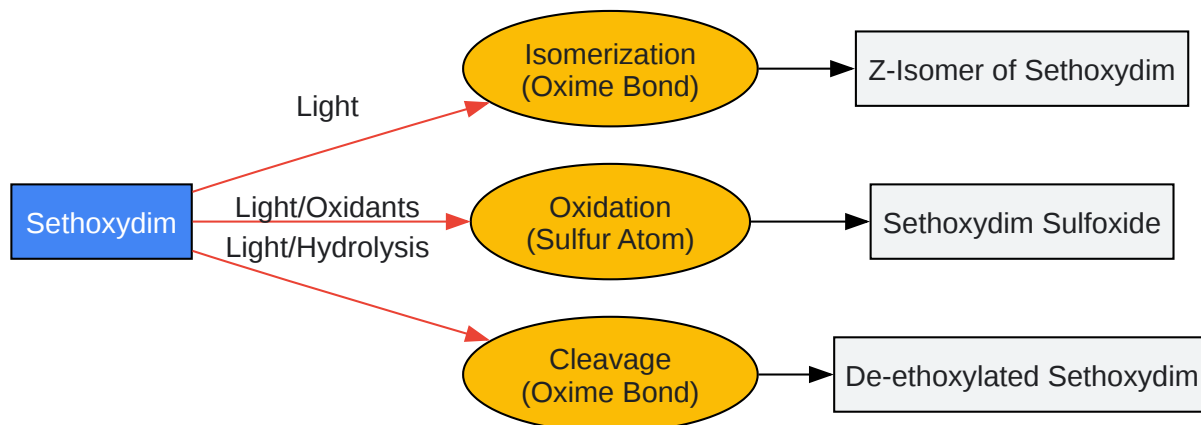 Sethoxydim
Light
Light/Oxidants
Light/Hydrolysis
Isomerization
(Oxime Bond)
Oxidation
(Sulfur Atom)
Cleavage
(Oxime Bond)
Z-Isomer of Sethoxydim
Sethoxydim Sulfoxide
De-ethoxylated Sethoxydim